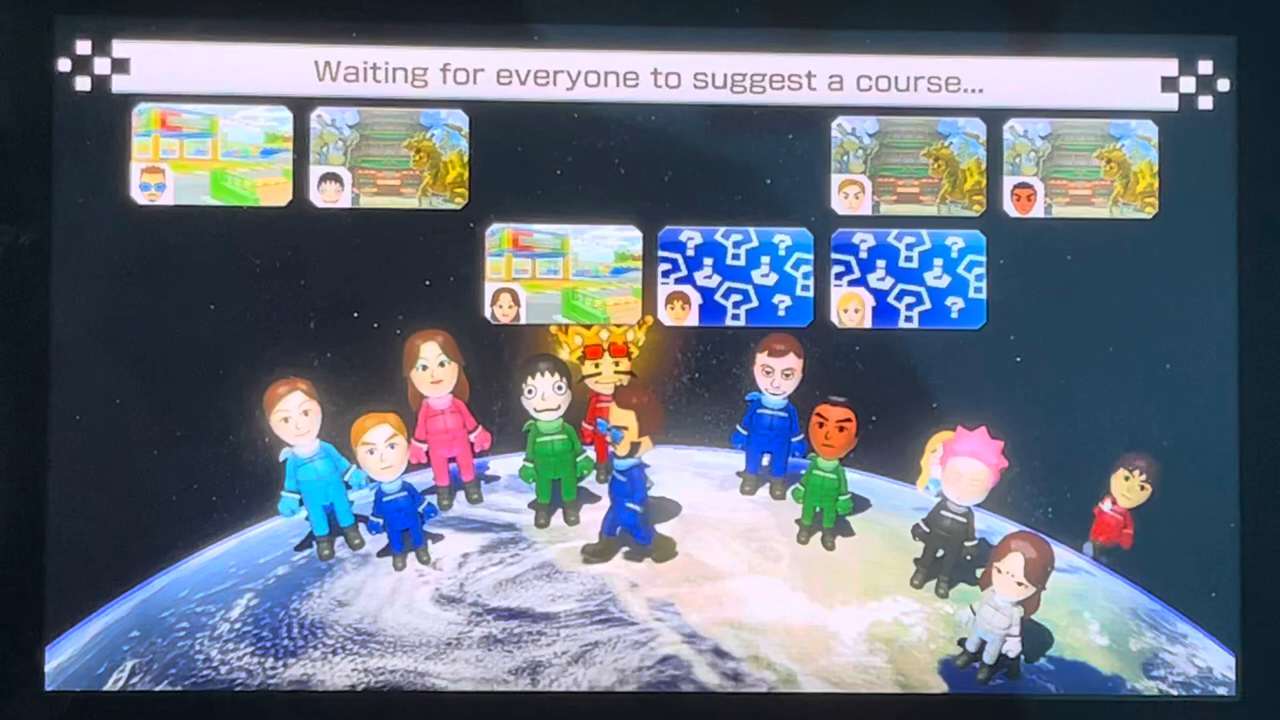 Waiting for everyone to suggest a course...
? ? ? ? ? ? ?
? ? ? ? ? ? ?